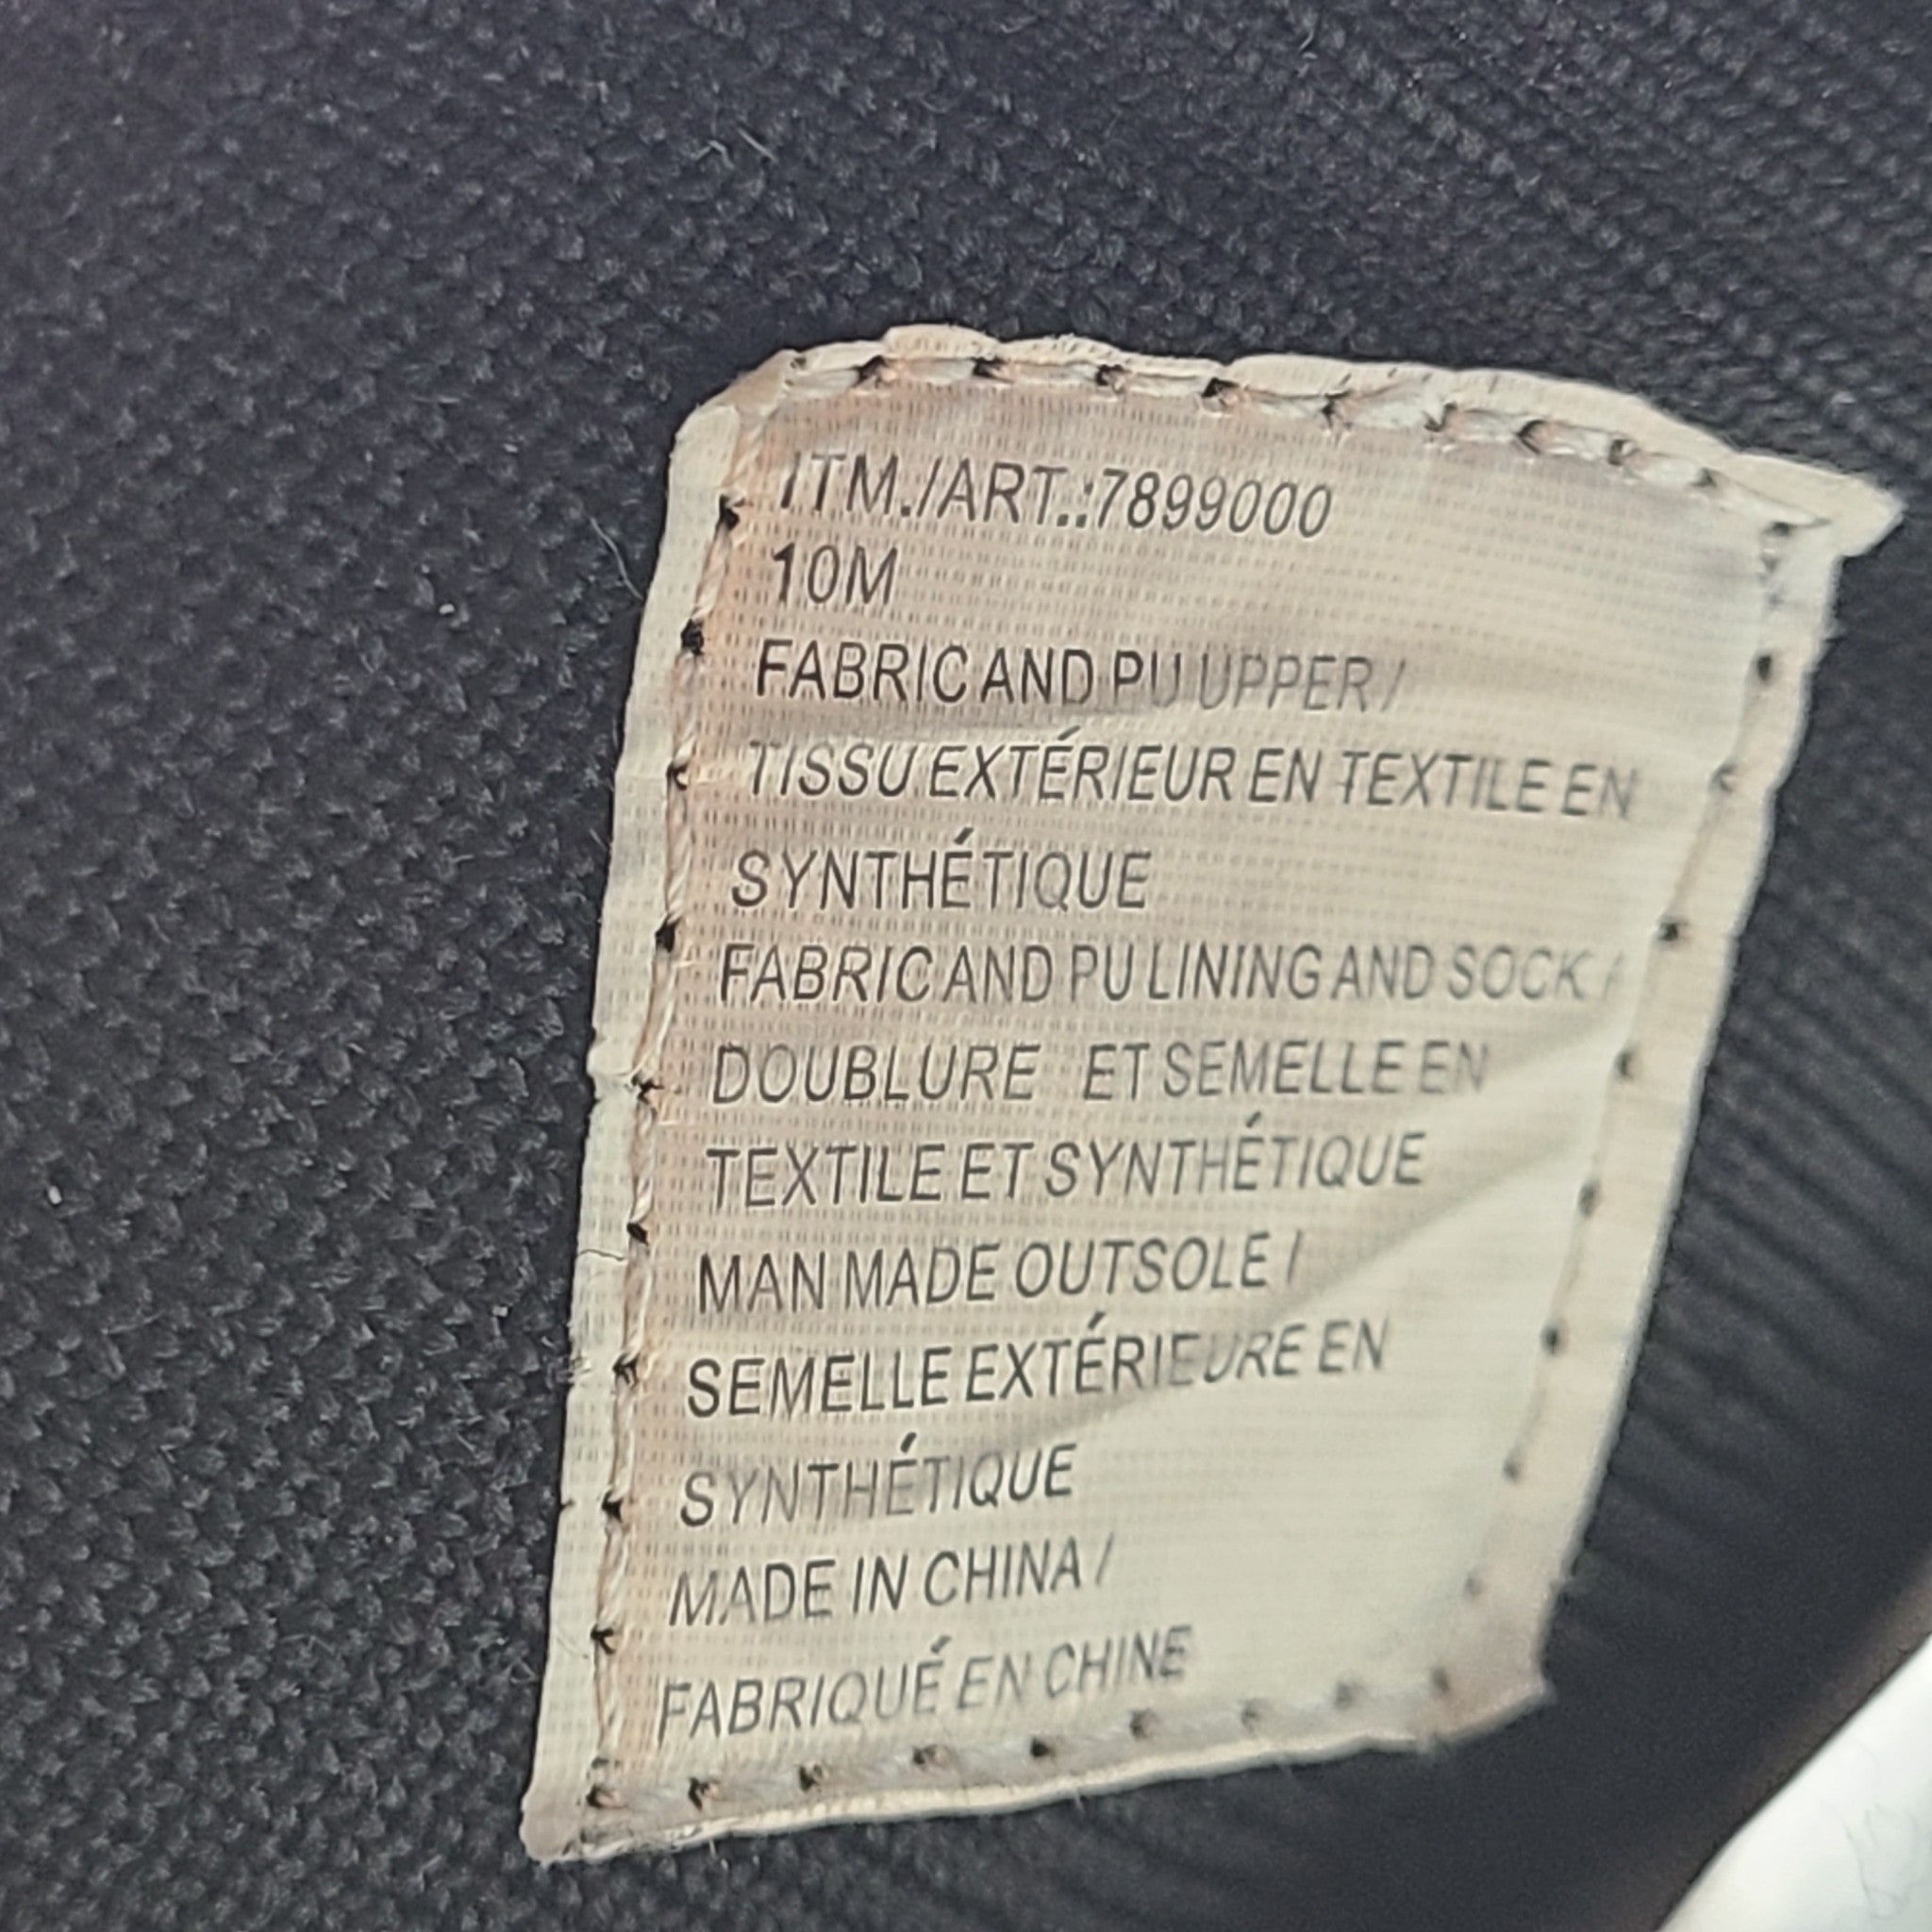 ITM./ART.:7899000
10M
FABRIC AND PU UPPER /
TISSU EXTÉRIEUR EN TEXTILE EN
SYNTHÉTIQUE
FABRIC AND PU LINING AND SOCK /
DOUBLURE ET SEMELLE EN
TEXTILE ET SYNTHÉTIQUE
MAN MADE OUTSOLE /
SEMELLE EXTÉRIEURE EN
SYNTHÉTIQUE
MADE IN CHINA /
FABRIQUÉ EN CHINE